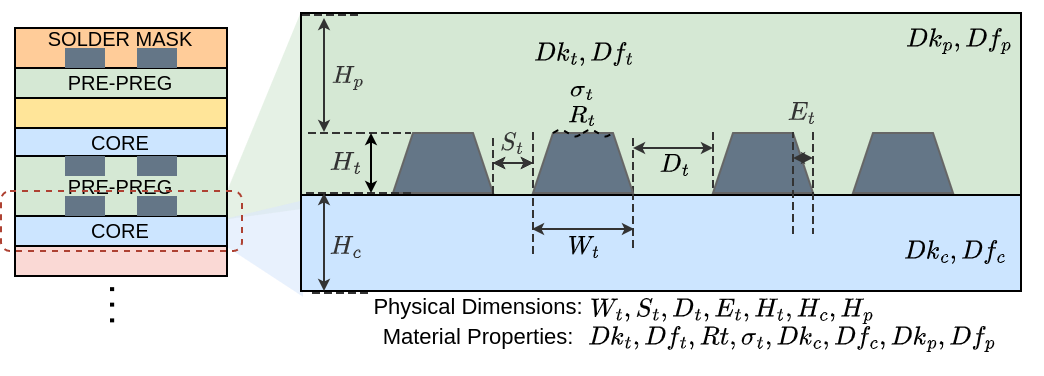 SOLDER MASK
PRE-PREG
CORE
PRE-PREG
CORE
H_p
Dk_t, Df_t
Dk_p, Df_p
σ_t
R_t
E_t
S_t
H_t
D_t
H_c
W_t
Dk_c, Df_c
Physical Dimensions: W_t, S_t, D_t, E_t, H_t, H_c, H_p
Material Properties: Dk_t, Df_t, Rt, σ_t, Dk_c, Df_c, Dk_p, Df_p